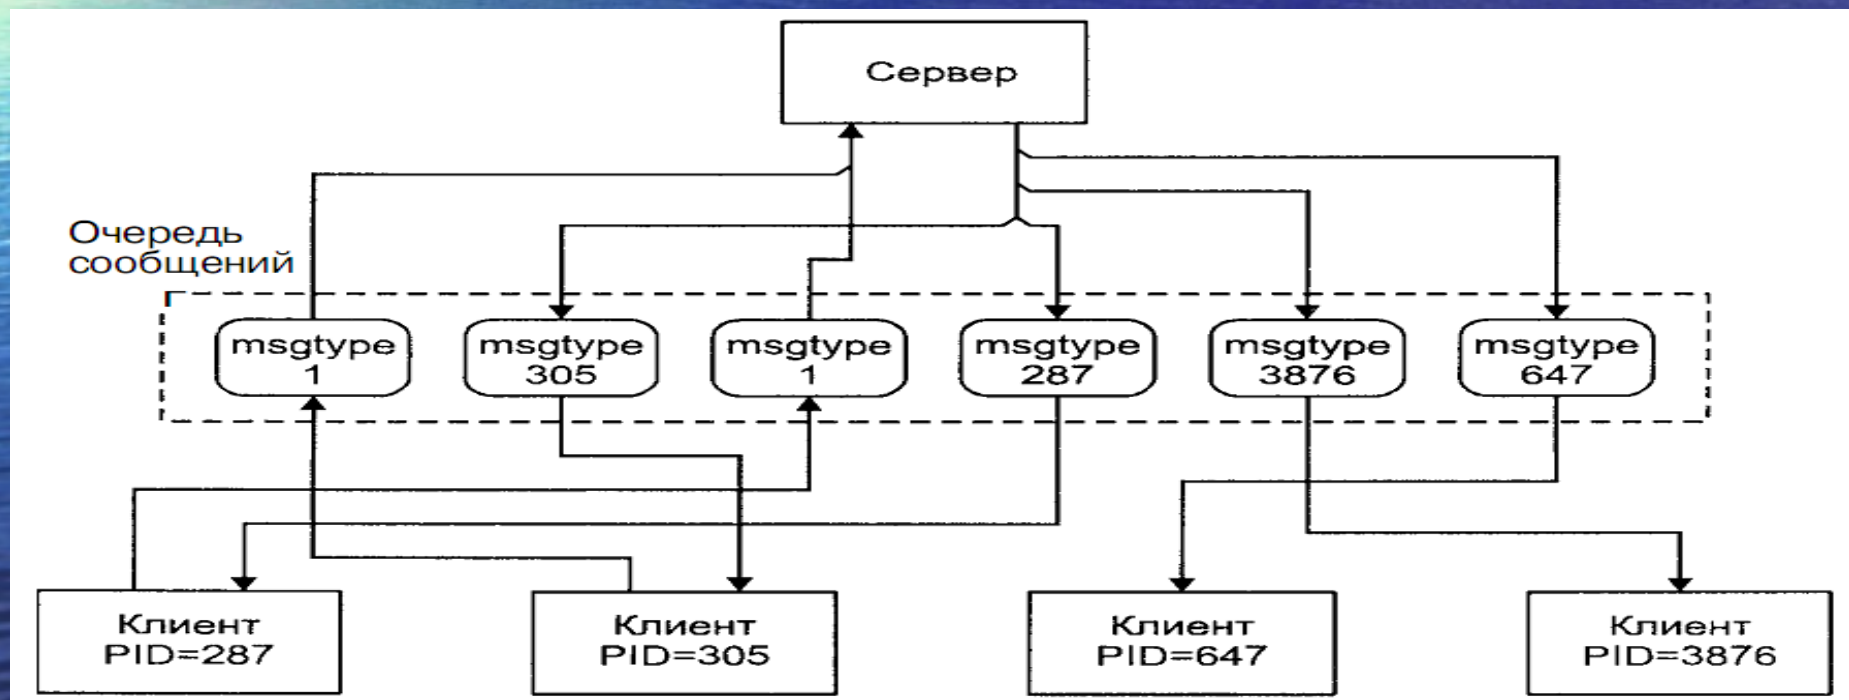 Сервер
Очередь
сообщений
msgtype
1
msgtype
305
msgtype
1
msgtype
287
msgtype
3876
msgtype
647
Клиент
PID=287
Клиент
PID=305
Клиент
PID=647
Клиент
PID=3876